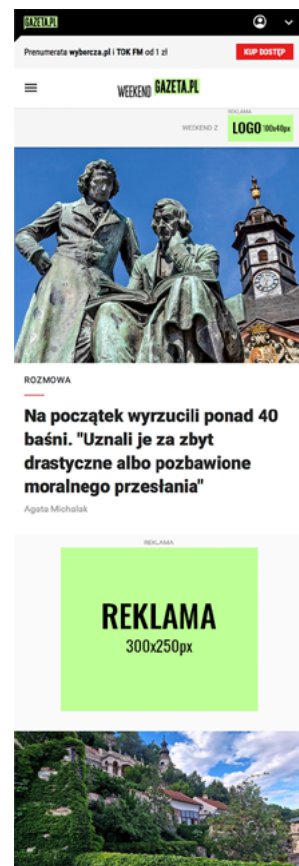 GAZETA.PL
Prenumerata wyborcza.pl i TOK FM od 1 zł
KUP DOSTĘP
WEEKEND GAZETA.PL
REKLAMA
WEEKEND Z
LOGO 100x40px
ROZMOWA
Na początek wyrzucili ponad 40
baśni. "Uznali je za zbyt
drastyczne albo pozbawione
moralnego przesłania"
Agata Michalak
REKLAMA
REKLAMA
300x250px